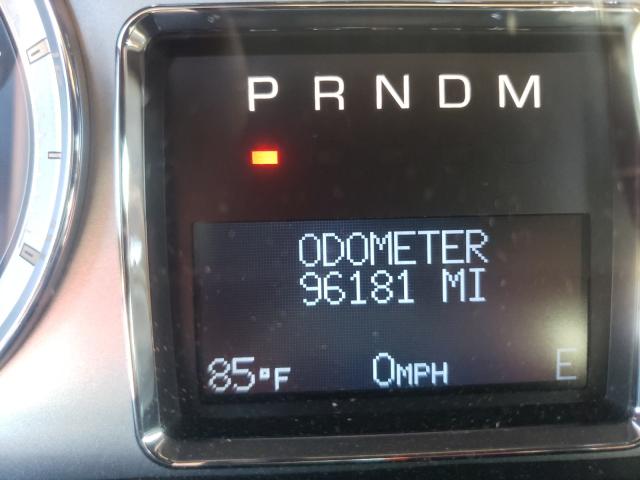 P R N D M
ODOMETER
96181 MI
85°F 0MPH E